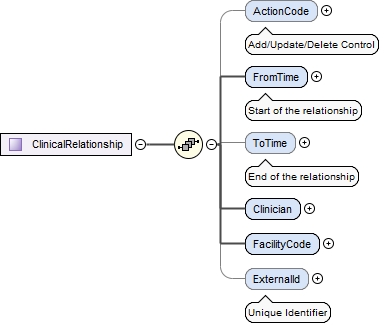 ActionCode
Add/Update/Delete Control
FromTime
Start of the relationship
ClinicalRelationship
ToTime
End of the relationship
Clinician
FacilityCode
ExternalId
Unique Identifier